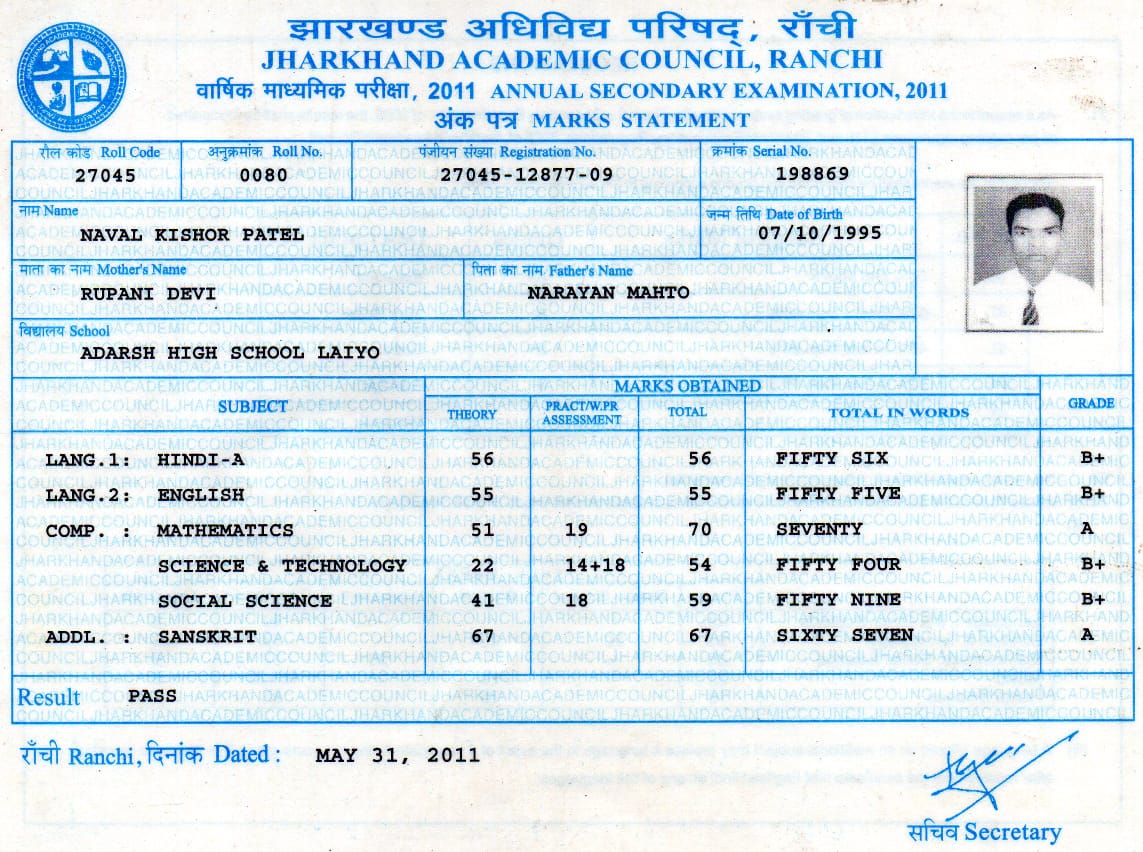 झारखण्ड अधिविद्य परिषद्, राँची
JHARKHAND ACADEMIC COUNCIL, RANCHI
वार्षिक माध्यमिक परीक्षा, 2011 ANNUAL SECONDARY EXAMINATION, 2011
अंक पत्र MARKS STATEMENT
रौल कोड Roll Code अनुक्रमांक Roll No. पंजीयन संख्या Registration No. क्रमांक Serial No.
27045 0080 27045-12877-09 198869
नाम Name जन्म तिथि Date of Birth
NAVAL KISHOR PATEL 07/10/1995
माता का नाम Mother's Name पिता का नाम Father's Name
RUPANI DEVI NARAYAN MAHTO
विद्यालय School
ADARSH HIGH SCHOOL LAIYO
SUBJECT MARKS OBTAINED GRADE
THEORY PRACT/W.PR ASSESSMENT TOTAL TOTAL IN WORDS
LANG.1: HINDI-A 56 56 FIFTY SIX B+
LANG.2: ENGLISH 55 55 FIFTY FIVE B+
COMP. : MATHEMATICS 51 19 70 SEVENTY A
SCIENCE & TECHNOLOGY 22 14+18 54 FIFTY FOUR B+
SOCIAL SCIENCE 41 18 59 FIFTY NINE B+
ADDL. : SANSKRIT 67 67 SIXTY SEVEN A
Result PASS
राँची Ranchi, दिनांक Dated : MAY 31, 2011
सचिव Secretary